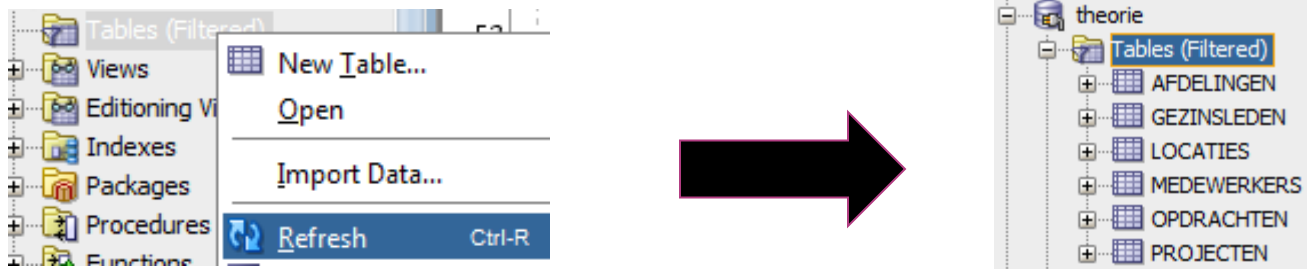 Tables (Filtered)
Views
Editioning Vi
Indexes
Packages
Procedures
Functions
53
New Table...
Open
Import Data...
Refresh Ctrl-R
theorie
Tables (Filtered)
AFDELINGEN
GEZINSLEDEN
LOCATIES
MEDEWERKERS
OPDRACHTEN
PROJECTEN